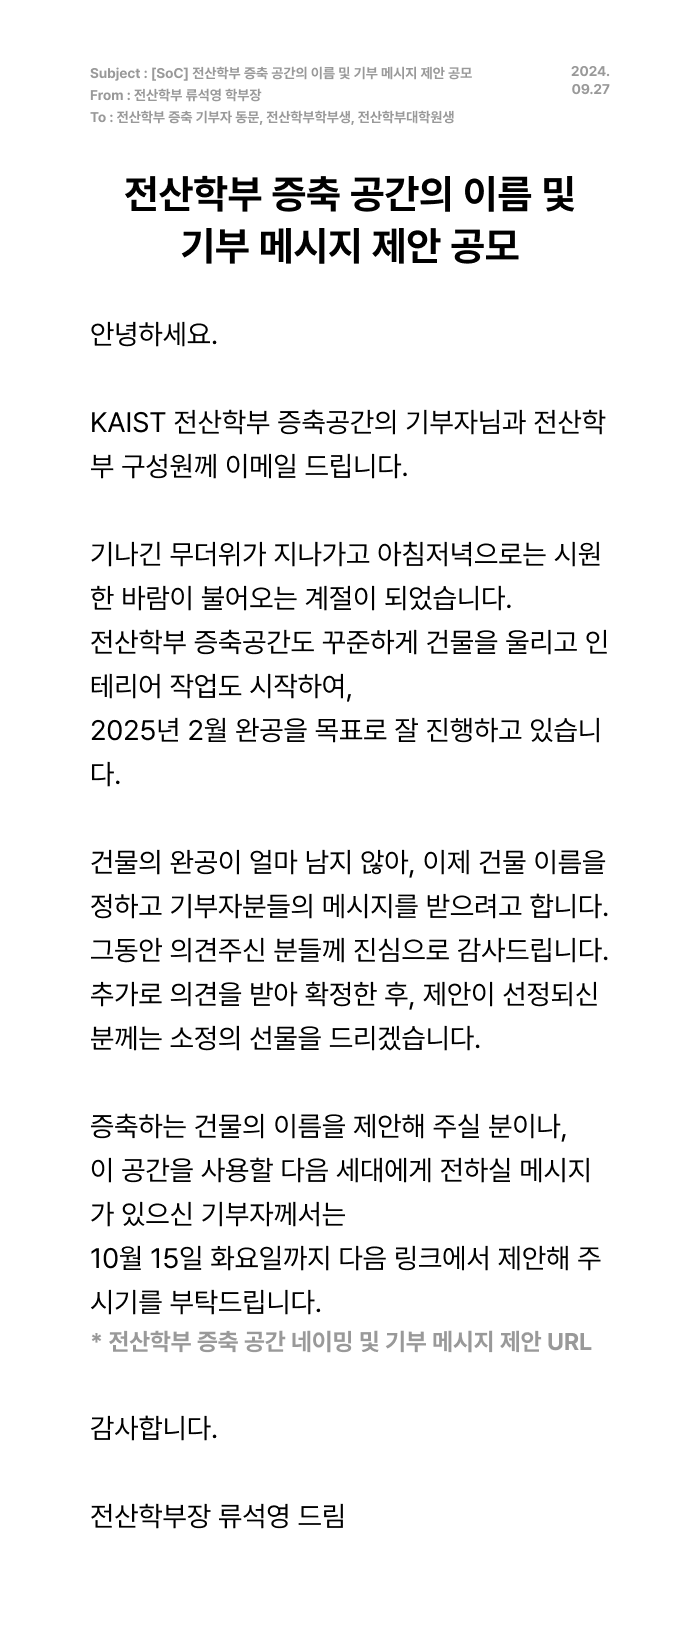 Subject : [SoC] 전산학부 증축 공간의 이름 및 기부 메시지 제안 공모
From : 전산학부 류석영 학부장
To : 전산학부 증축 기부자 동문, 전산학부학부생, 전산학부대학원생
2024.
09.27
전산학부 증축 공간의 이름 및
기부 메시지 제안 공모
안녕하세요.
KAIST 전산학부 증축공간의 기부자님과 전산학
부 구성원께 이메일 드립니다.
기나긴 무더위가 지나가고 아침저녁으로는 시원
한 바람이 불어오는 계절이 되었습니다.
전산학부 증축공간도 꾸준하게 건물을 울리고 인
테리어 작업도 시작하여,
2025년 2월 완공을 목표로 잘 진행하고 있습니
다.
건물의 완공이 얼마 남지 않아, 이제 건물 이름을
정하고 기부자분들의 메시지를 받으려고 합니다.
그동안 의견주신 분들께 진심으로 감사드립니다.
추가로 의견을 받아 확정한 후, 제안이 선정되신
분께는 소정의 선물을 드리겠습니다.
증축하는 건물의 이름을 제안해 주실 분이나,
이 공간을 사용할 다음 세대에게 전하실 메시지
가 있으신 기부자께서는
10월 15일 화요일까지 다음 링크에서 제안해 주
시기를 부탁드립니다.
* 전산학부 증축 공간 네이밍 및 기부 메시지 제안 URL
감사합니다.
전산학부장 류석영 드림